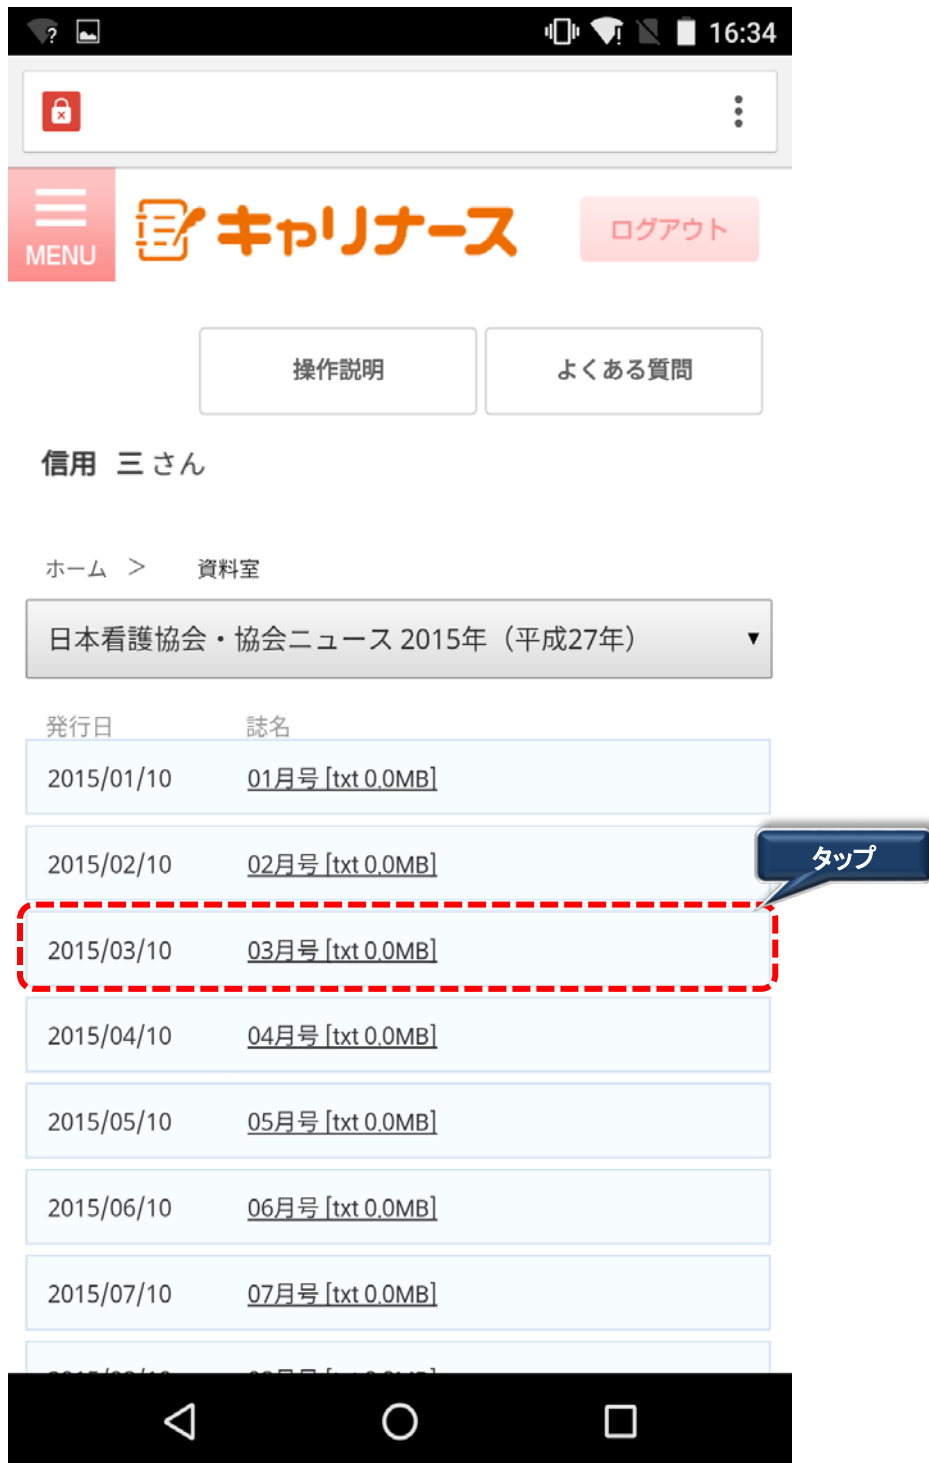 16:34
MENU
キャリナース
ログアウト
操作説明
よくある質問
信用 三 さん
ホーム > 資料室
日本看護協会・協会ニュース 2015年（平成27年）
発行日 誌名
2015/01/10 01月号 [txt 0.0MB]
タップ
2015/02/10 02月号 [txt 0.0MB]
2015/03/10 03月号 [txt 0.0MB]
2015/04/10 04月号 [txt 0.0MB]
2015/05/10 05月号 [txt 0.0MB]
2015/06/10 06月号 [txt 0.0MB]
2015/07/10 07月号 [txt 0.0MB]